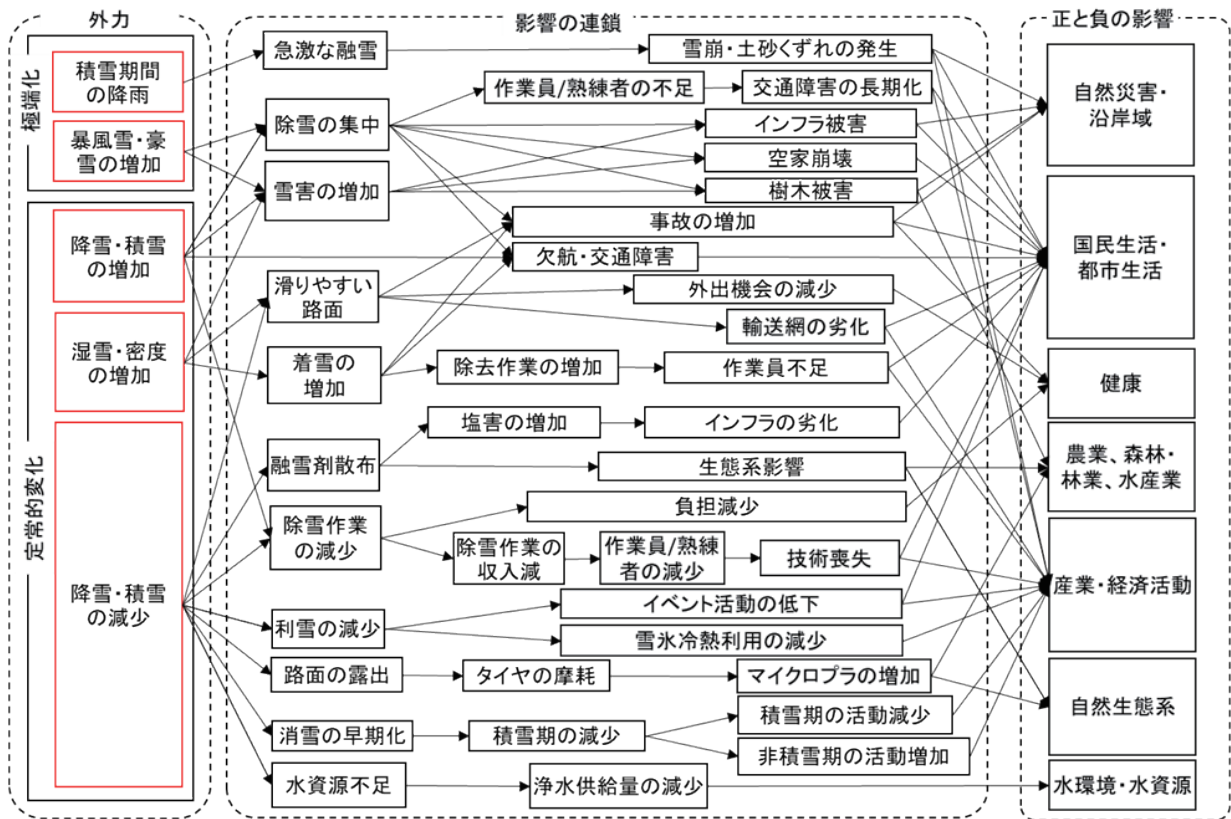 外力
極端化
積雪期間
の降雨
暴風雪・豪
雪の増加
定常的変化
降雪・積雪
の増加
湿雪・密度
の増加
降雪・積雪
の減少
影響の連鎖
急激な融雪
雪崩・土砂くずれの発生
作業員/熟練者の不足
交通障害の長期化
除雪の集中
インフラ被害
空家崩壊
雪害の増加
樹木被害
事故の増加
欠航・交通障害
滑りやすい
路面
外出機会の減少
輸送網の劣化
着雪の
増加
除去作業の増加
作業員不足
塩害の増加
インフラの劣化
融雪剤散布
生態系影響
負担減少
除雪作業
の減少
除雪作業の
収入減
作業員/熟練
者の減少
技術喪失
イベント活動の低下
利雪の減少
雪氷冷熱利用の減少
路面の露出
タイヤの摩耗
マイクロプラの増加
積雪期の活動減少
消雪の早期化
積雪期の減少
非積雪期の活動増加
水資源不足
浄水供給量の減少
正と負の影響
自然災害・
沿岸域
国民生活・
都市生活
健康
農業、森林・
林業、水産業
産業・経済活動
自然生態系
水環境・水資源